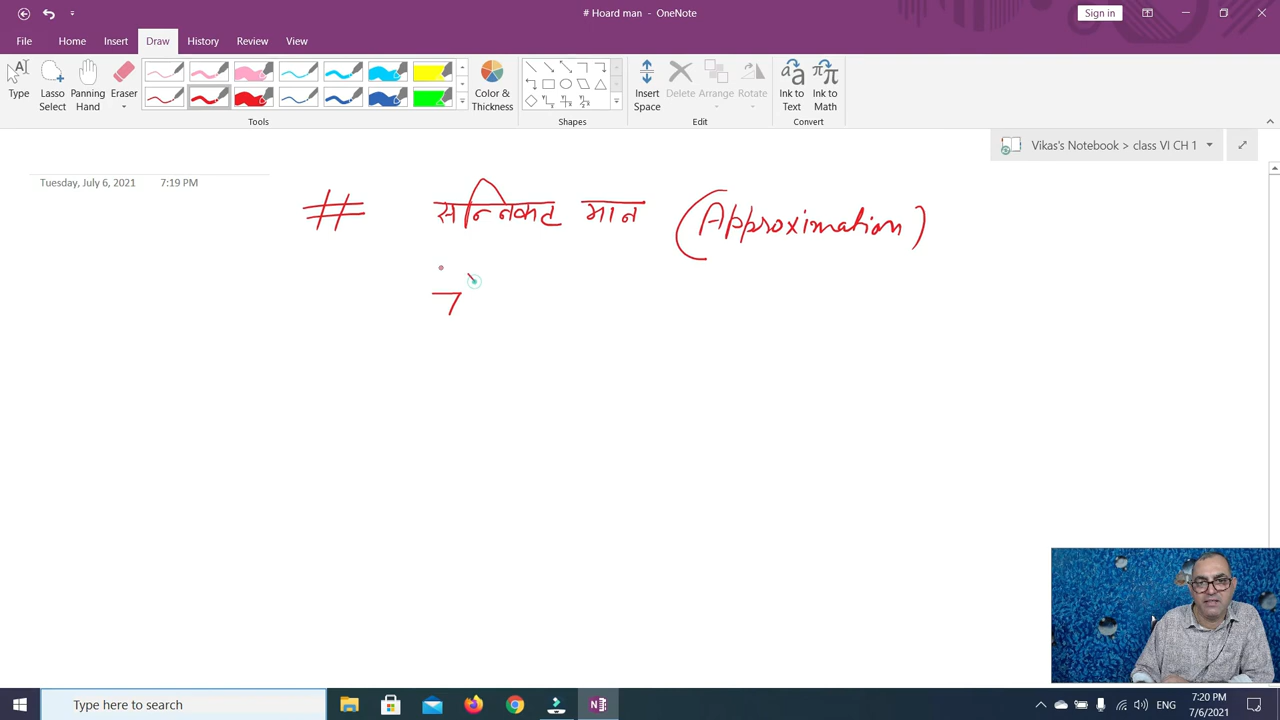 # Hoard man - OneNote
Sign in
File Home Insert Draw History Review View
Type
Lasso Select
Panning Hand
Eraser
Color & Thickness
Insert Space
Delete
Arrange
Rotate
Ink to Text
Ink to Math
Tools
Shapes
Edit
Convert
Vikas's Notebook > class VI CH 1
Tuesday, July 6, 2021 7:19 PM
# सन्निकट मान (Approximation)
7
Type here to search
ENG
7:20 PM
7/6/2021